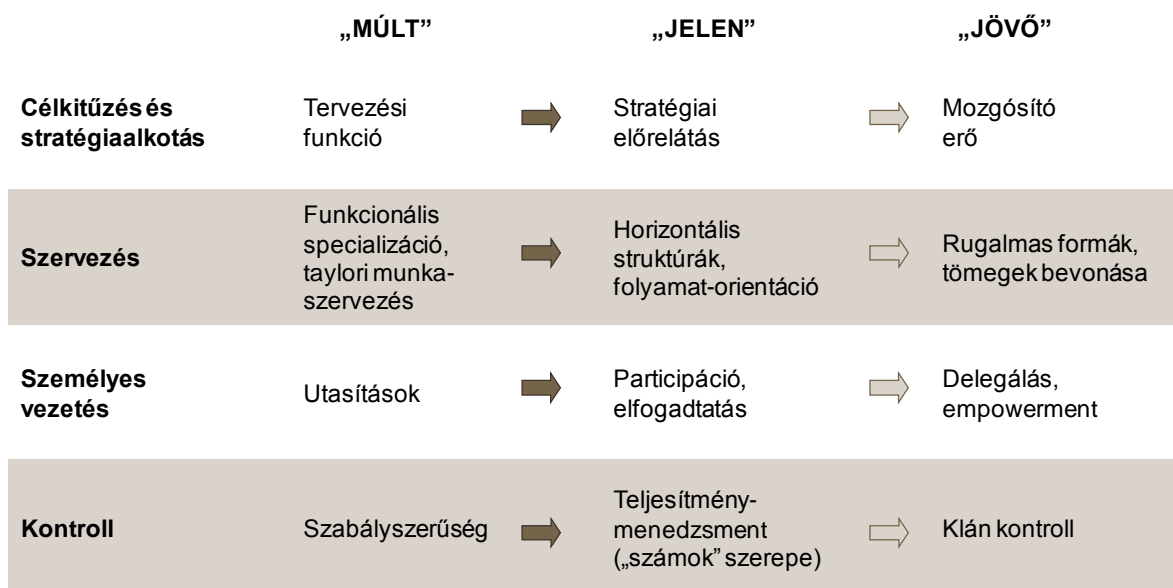 „MÚLT” „JELEN” „JÖVŐ”
Célkitűzés és
stratégiaalkotás
Tervezési
funkció
Stratégiai
előrelátás
Mozgósító
erő
Szervezés
Funkcionális
specializáció,
taylori munka-
szervezés
Horizontális
struktúrák,
folyamat-orientáció
Rugalmas formák,
tömegek bevonása
Személyes
vezetés
Utasítások
Participáció,
elfogadtatás
Delegálás,
empowerment
Kontroll
Szabályszerűség
Teljesítmény-
menedzsment
(„számok” szerepe)
Klán kontroll